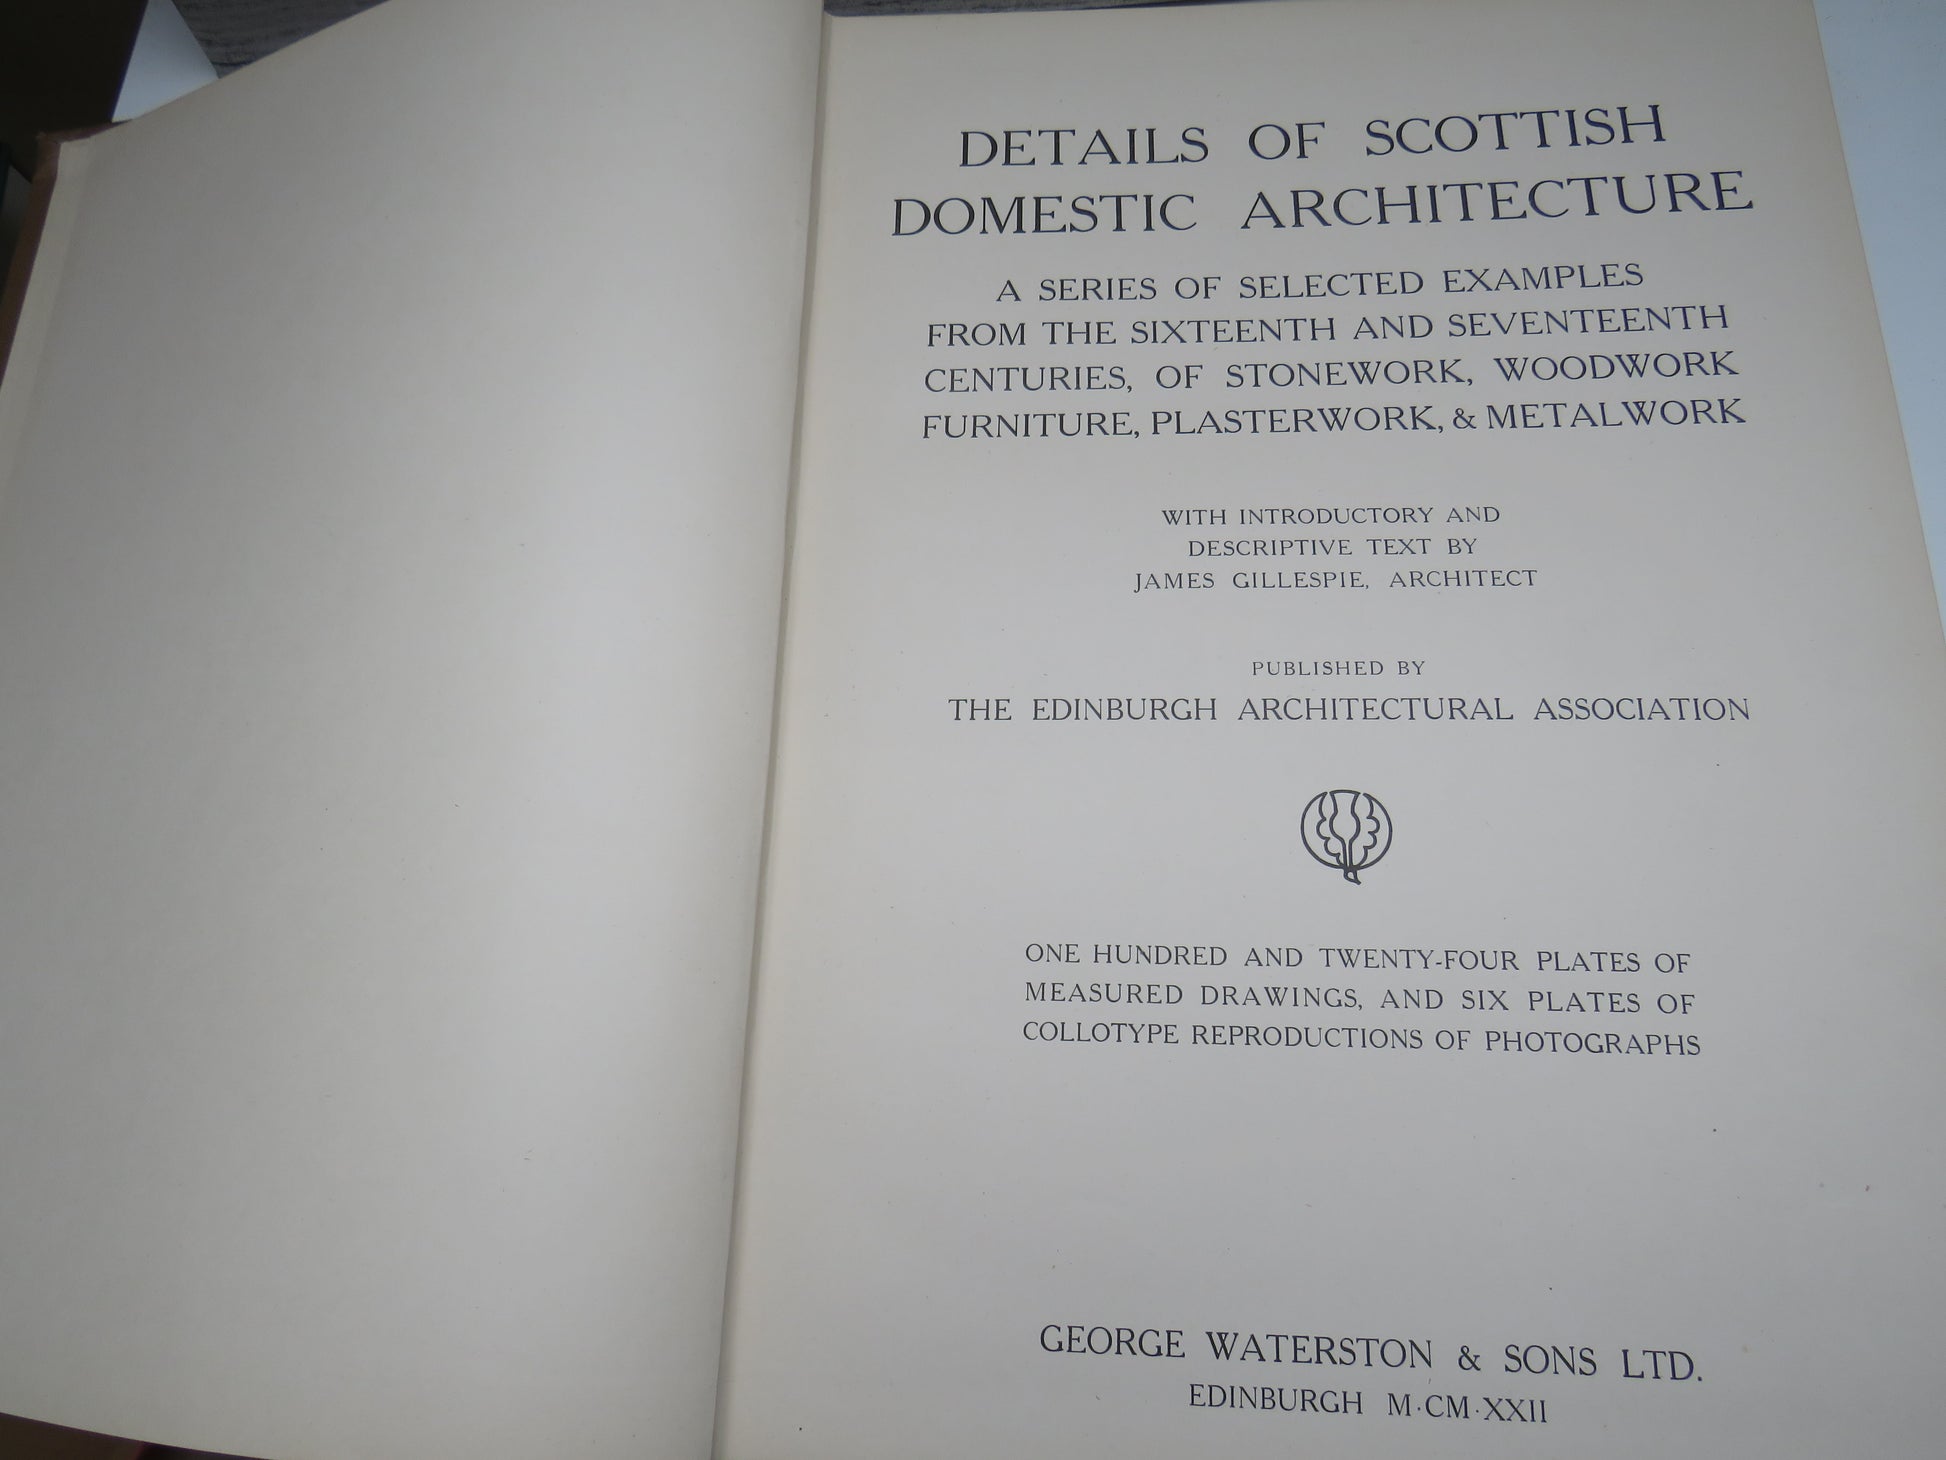 DETAILS OF SCOTTISH
DOMESTIC ARCHITECTURE
A SERIES OF SELECTED EXAMPLES
FROM THE SIXTEENTH AND SEVENTEENTH
CENTURIES, OF STONEWORK, WOODWORK
FURNITURE, PLASTERWORK, & METALWORK
WITH INTRODUCTORY AND
DESCRIPTIVE TEXT BY
JAMES GILLESPIE, ARCHITECT
PUBLISHED BY
THE EDINBURGH ARCHITECTURAL ASSOCIATION
ONE HUNDRED AND TWENTY-FOUR PLATES OF
MEASURED DRAWINGS, AND SIX PLATES OF
COLLOTYPE REPRODUCTIONS OF PHOTOGRAPHS
GEORGE WATERSTON & SONS LTD.
EDINBURGH M·CM·XXII